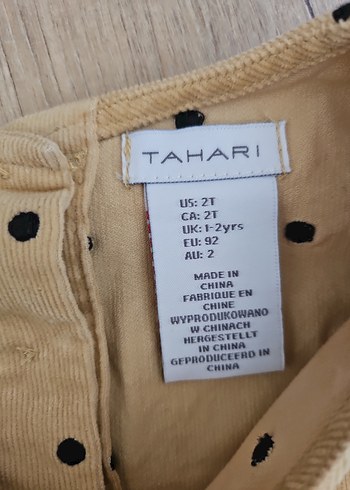 TAHARI
US: 2T
CA: 2T
UK: 1-2yrs
EU: 92
AU: 2
MADE IN
CHINA
FABRIQUE EN
CHINE
WYPRODUKOWANO
W CHINACH
HERGESTELLT
IN CHINA
GEPRODUCEERD IN
CHINA